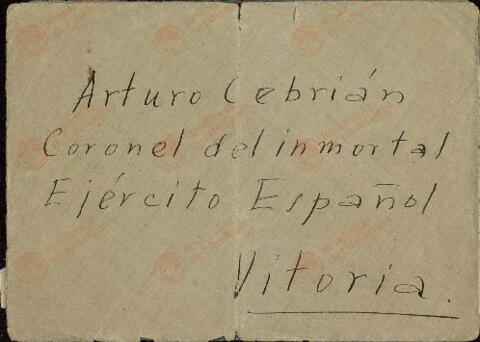 Arturo Cebrián
Coronel del inmortal
Ejército Español
Vitoria.